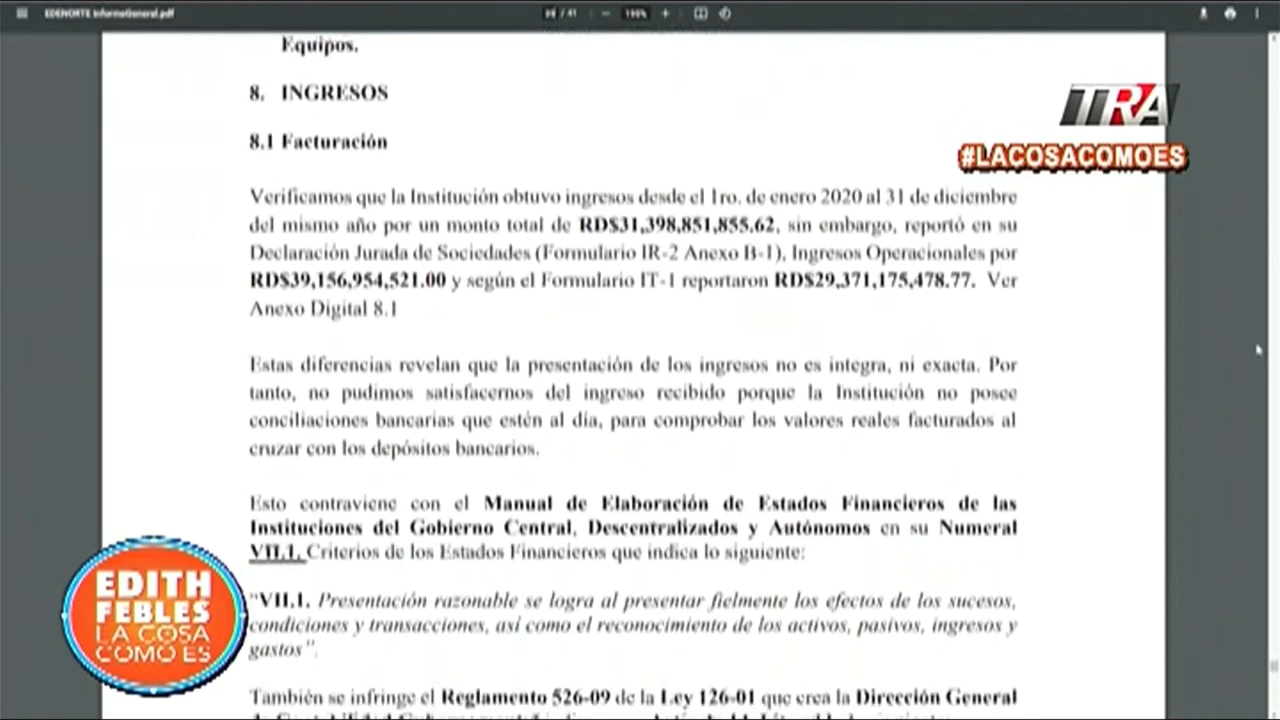 EDENORTE InformeGeneral.pdf
/ 41
Equipos.
8. INGRESOS
TRA
8.1 Facturación
#LACOSACOMOES
Verificamos que la Institución obtuvo ingresos desde el 1ro. de enero 2020 al 31 de diciembre
del mismo año por un monto total de RD$31,398,851,855.62, sin embargo, reportó en su
Declaración Jurada de Sociedades (Formulario IR-2 Anexo B-1), Ingresos Operacionales por
RD$39,156,954,521.00 y según el Formulario IT-1 reportaron RD$29,371,175,478.77. Ver
Anexo Digital 8.1
Estas diferencias revelan que la presentación de los ingresos no es integra, ni exacta. Por
tanto, no pudimos satisfacernos del ingreso recibido porque la Institución no posee
conciliaciones bancarias que estén al día, para comprobar los valores reales facturados al
cruzar con los depósitos bancarios.
Esto contraviene con el Manual de Elaboración de Estados Financieros de las
Instituciones del Gobierno Central, Descentralizados y Autónomos en su Numeral
VII.1. Criterios de los Estados Financieros que indica lo siguiente:
"VII.1. Presentación razonable se logra al presentar fielmente los efectos de los sucesos,
condiciones y transacciones, así como el reconocimiento de los activos, pasivos, ingresos y
gastos".
EDITH
FEBLES
LA COSA
COMO ES
También se infringe el Reglamento 526-09 de la Ley 126-01 que crea la Dirección General